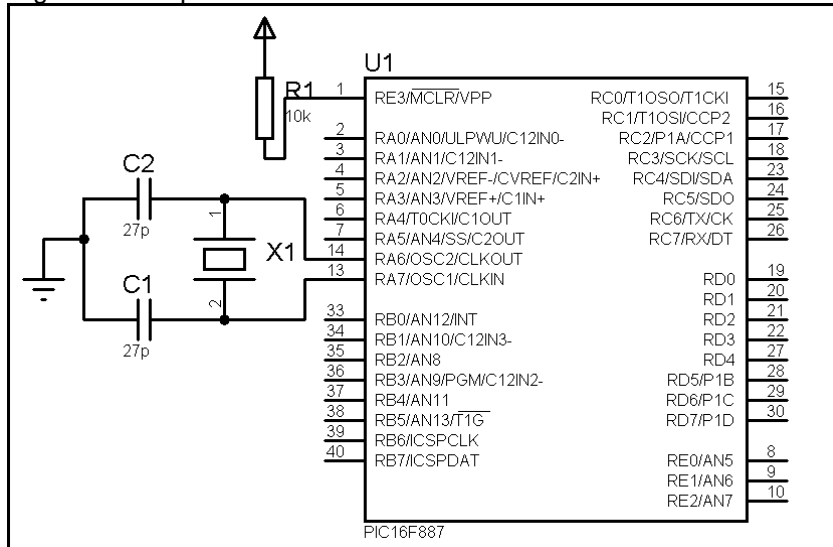 U1
R1
10k
1
RE3/MCLR/VPP
RC0/T1OSO/T1CKI
15
RC1/T1OSI/CCP2
16
2
RA0/AN0/ULPWU/C12IN0-
RC2/P1A/CCP1
17
3
RA1/AN1/C12IN1-
RC3/SCK/SCL
18
4
RA2/AN2/VREF-/CVREF/C2IN+
RC4/SDI/SDA
23
5
RA3/AN3/VREF+/C1IN+
RC5/SDO
24
6
RA4/T0CKI/C1OUT
RC6/TX/CK
25
7
RA5/AN4/SS/C2OUT
RC7/RX/DT
26
14
RA6/OSC2/CLKOUT
13
RA7/OSC1/CLKIN
RD0
19
RD1
20
33
RB0/AN12/INT
RD2
21
34
RB1/AN10/C12IN3-
RD3
22
35
RB2/AN8
RD4
27
36
RB3/AN9/PGM/C12IN2-
RD5/P1B
28
37
RB4/AN11
RD6/P1C
29
38
RB5/AN13/T1G
RD7/P1D
30
39
RB6/ICSPCLK
40
RB7/ICSPDAT
RE0/AN5
8
RE1/AN6
9
RE2/AN7
10
PIC16F887
C2
27p
1
X1
2
C1
27p